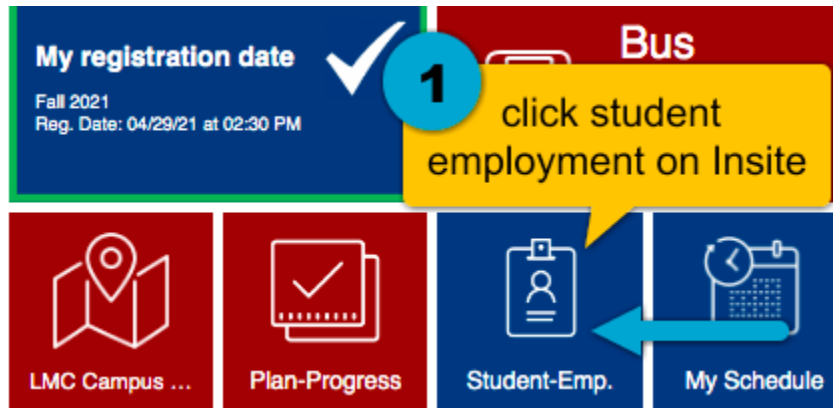 My registration date
Fall 2021
Reg. Date: 04/29/21 at 02:30 PM
Bus
1
click student
employment on Insite
LMC Campus ...
Plan-Progress
Student-Emp.
My Schedule